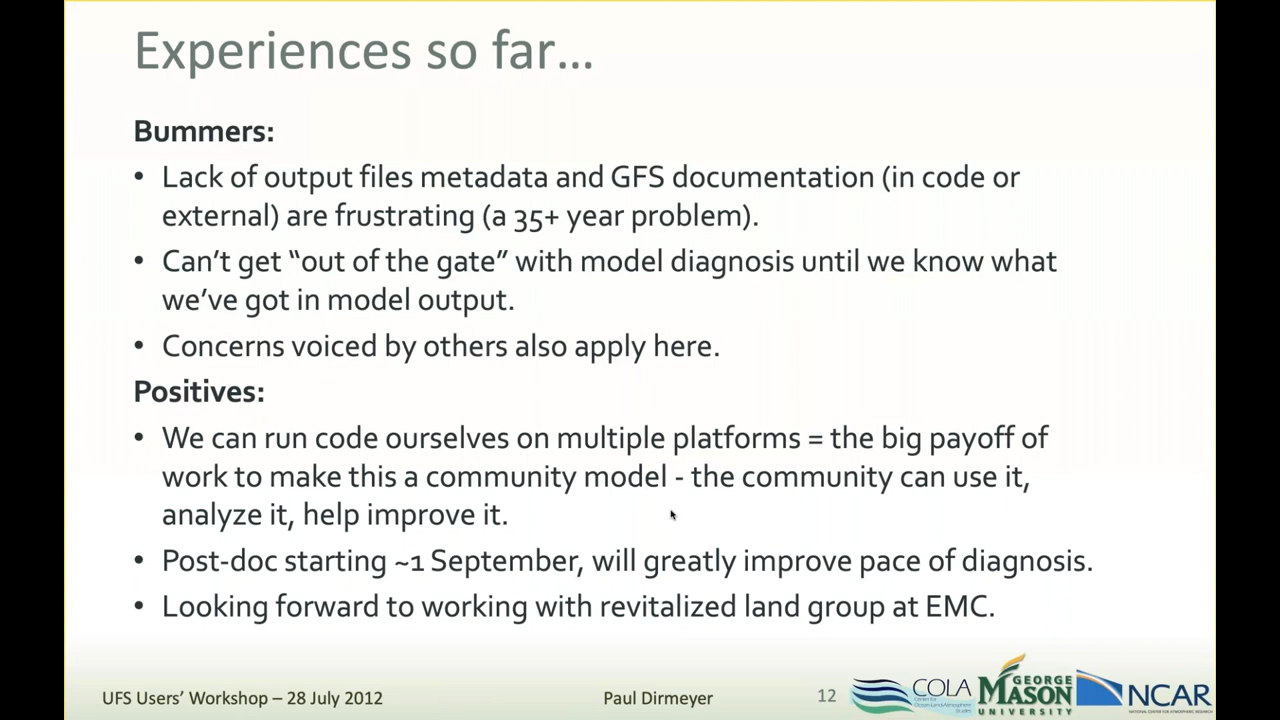 Experiences so far...
Bummers:
• Lack of output files metadata and GFS documentation (in code or
external) are frustrating (a 35+ year problem).
• Can't get “out of the gate” with model diagnosis until we know what
we've got in model output.
• Concerns voiced by others also apply here.
Positives:
• We can run code ourselves on multiple platforms = the big payoff of
work to make this a community model - the community can use it,
analyze it, help improve it.
• Post-doc starting ~1 September, will greatly improve pace of diagnosis.
• Looking forward to working with revitalized land group at EMC.
UFS Users' Workshop – 28 July 2012
Paul Dirmeyer
12
COLA
GEORGE
MASON
UNIVERSITY
NCAR